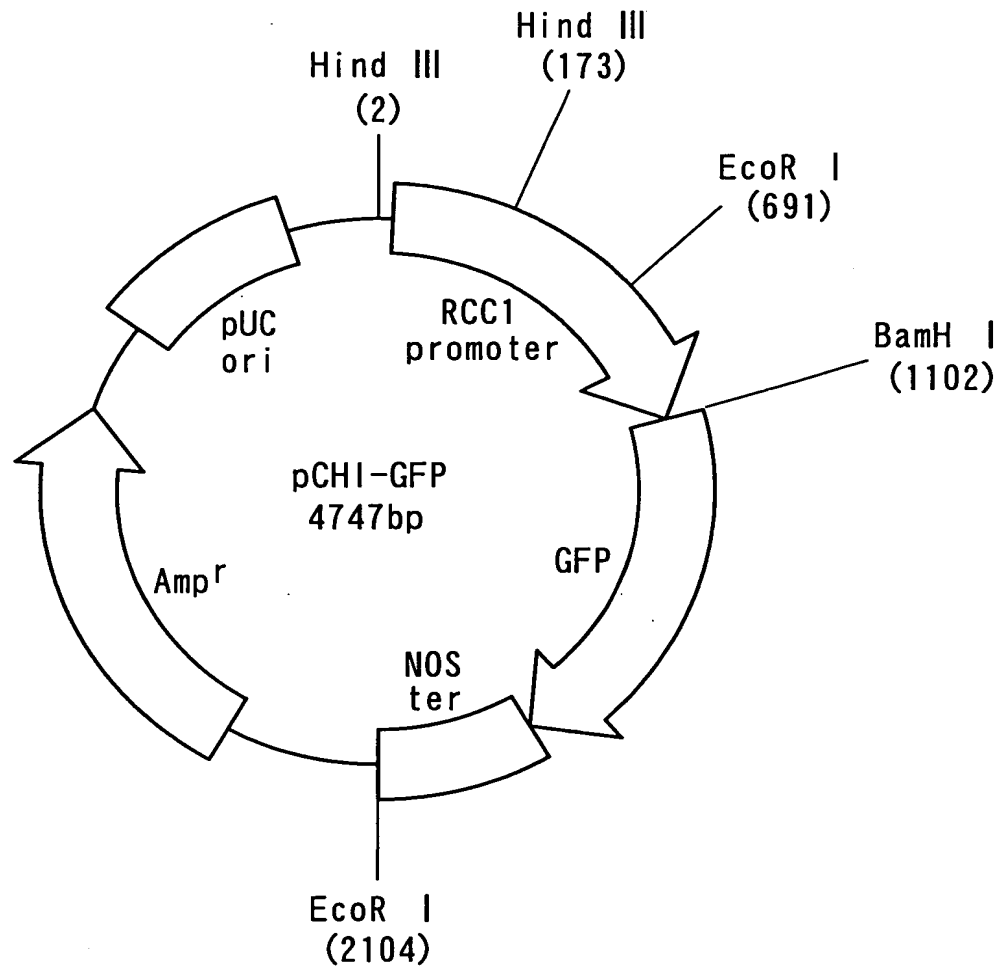 Hind III
(173)
Hind III
(2)
EcoR I
(691)
BamH I
(1102)
RCC1
promoter
pUC
ori
pCHI-GFP
4747bp
GFP
Ampʳ
NOS
ter
EcoR I
(2104)